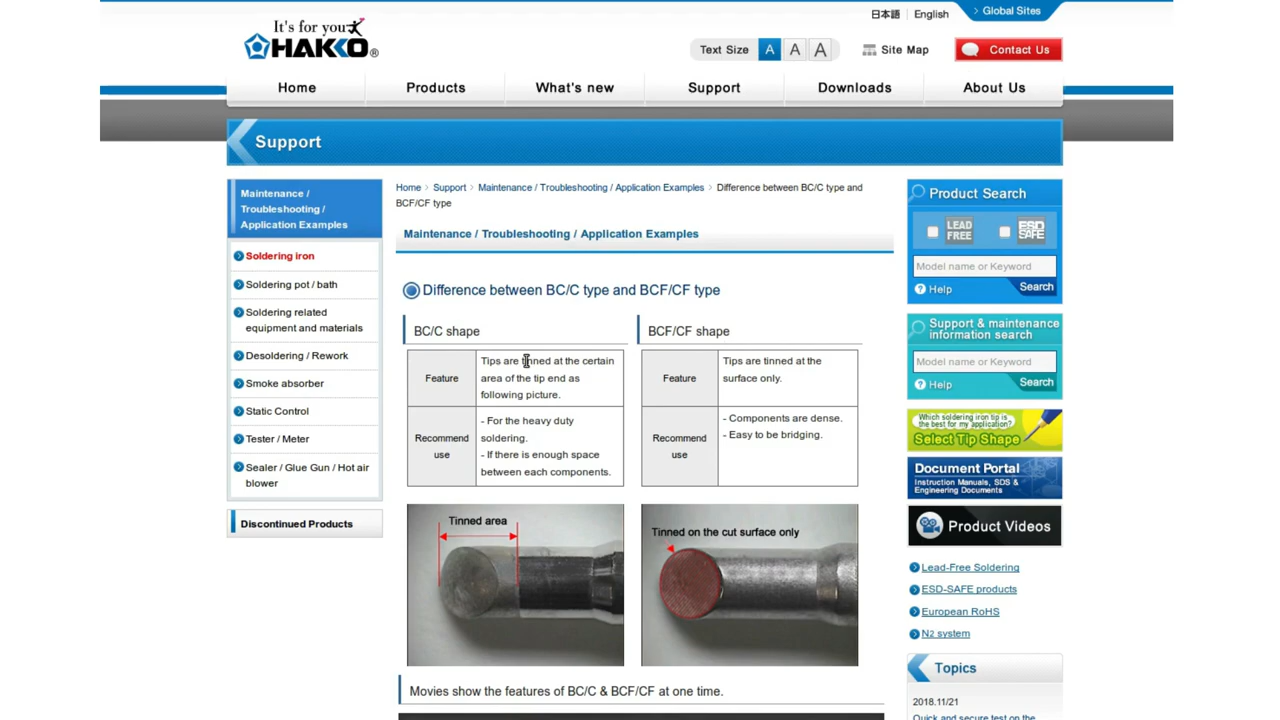 日本語 English Global Sites
It's for you
HAKKO®
Text Size A A A Site Map Contact Us
Home Products What's new Support Downloads About Us
Support
Maintenance /
Troubleshooting /
Application Examples
Soldering iron
Soldering pot / bath
Soldering related
equipment and materials
Desoldering / Rework
Smoke absorber
Static Control
Tester / Meter
Sealer / Glue Gun / Hot air
blower
Discontinued Products
Home Support Maintenance / Troubleshooting / Application Examples Difference between BC/C type and
BCF/CF type
Maintenance / Troubleshooting / Application Examples
Difference between BC/C type and BCF/CF type
BC/C shape
Feature
Tips are tinned at the certain
area of the tip end as
following picture.
Recommend
use
- For the heavy duty
soldering.
- If there is enough space
between each components.
Tinned area
BCF/CF shape
Feature
Tips are tinned at the
surface only.
Recommend
use
- Components are dense.
- Easy to be bridging.
Tinned on the cut surface only
Movies show the features of BC/C & BCF/CF at one time.
Product Search
LEAD
FREE
ESD
SAFE
Model name or Keyword
? Help Search
Support & maintenance
information search
Model name or Keyword
? Help Search
Which soldering iron tip is
the best for my application?
Select Tip Shape
Document Portal
Instruction Manuals, SDS &
Engineering Documents
Product Videos
Lead-Free Soldering
ESD-SAFE products
European RoHS
N2 system
Topics
2018.11/21
Quick and secure test on the